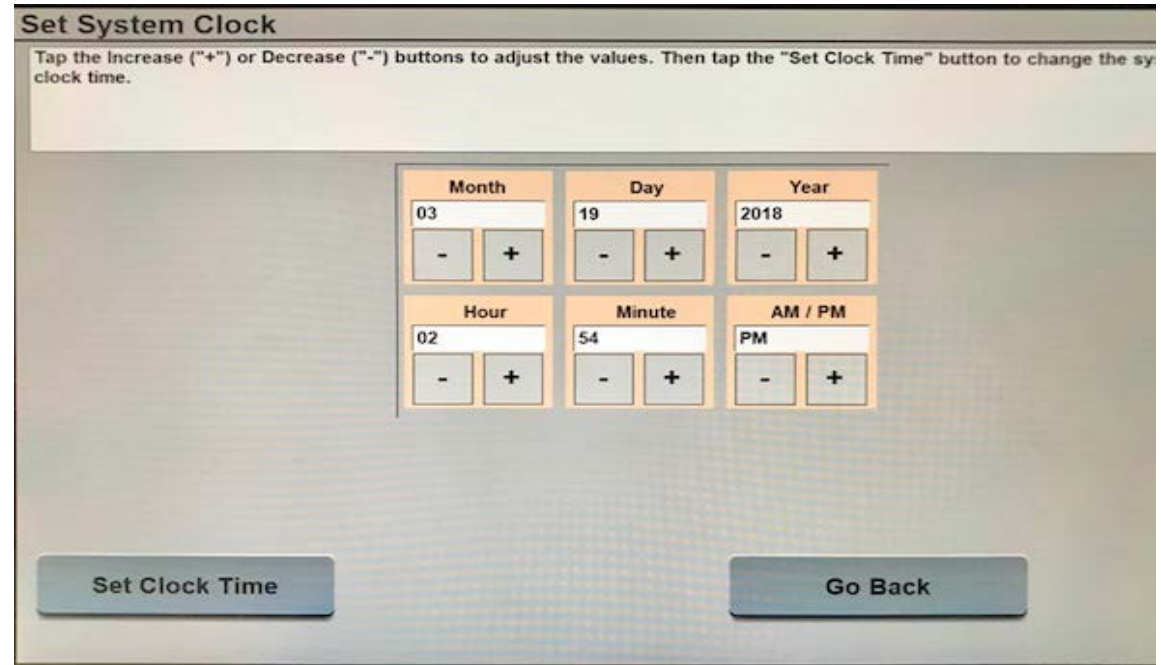 Set System Clock
Tap the Increase ("+") or Decrease ("-") buttons to adjust the values. Then tap the "Set Clock Time" button to change the
clock time.
Month Day Year
03 19 2018
- + - + - +
Hour Minute AM / PM
02 54 PM
- + - + - +
Set Clock Time Go Back